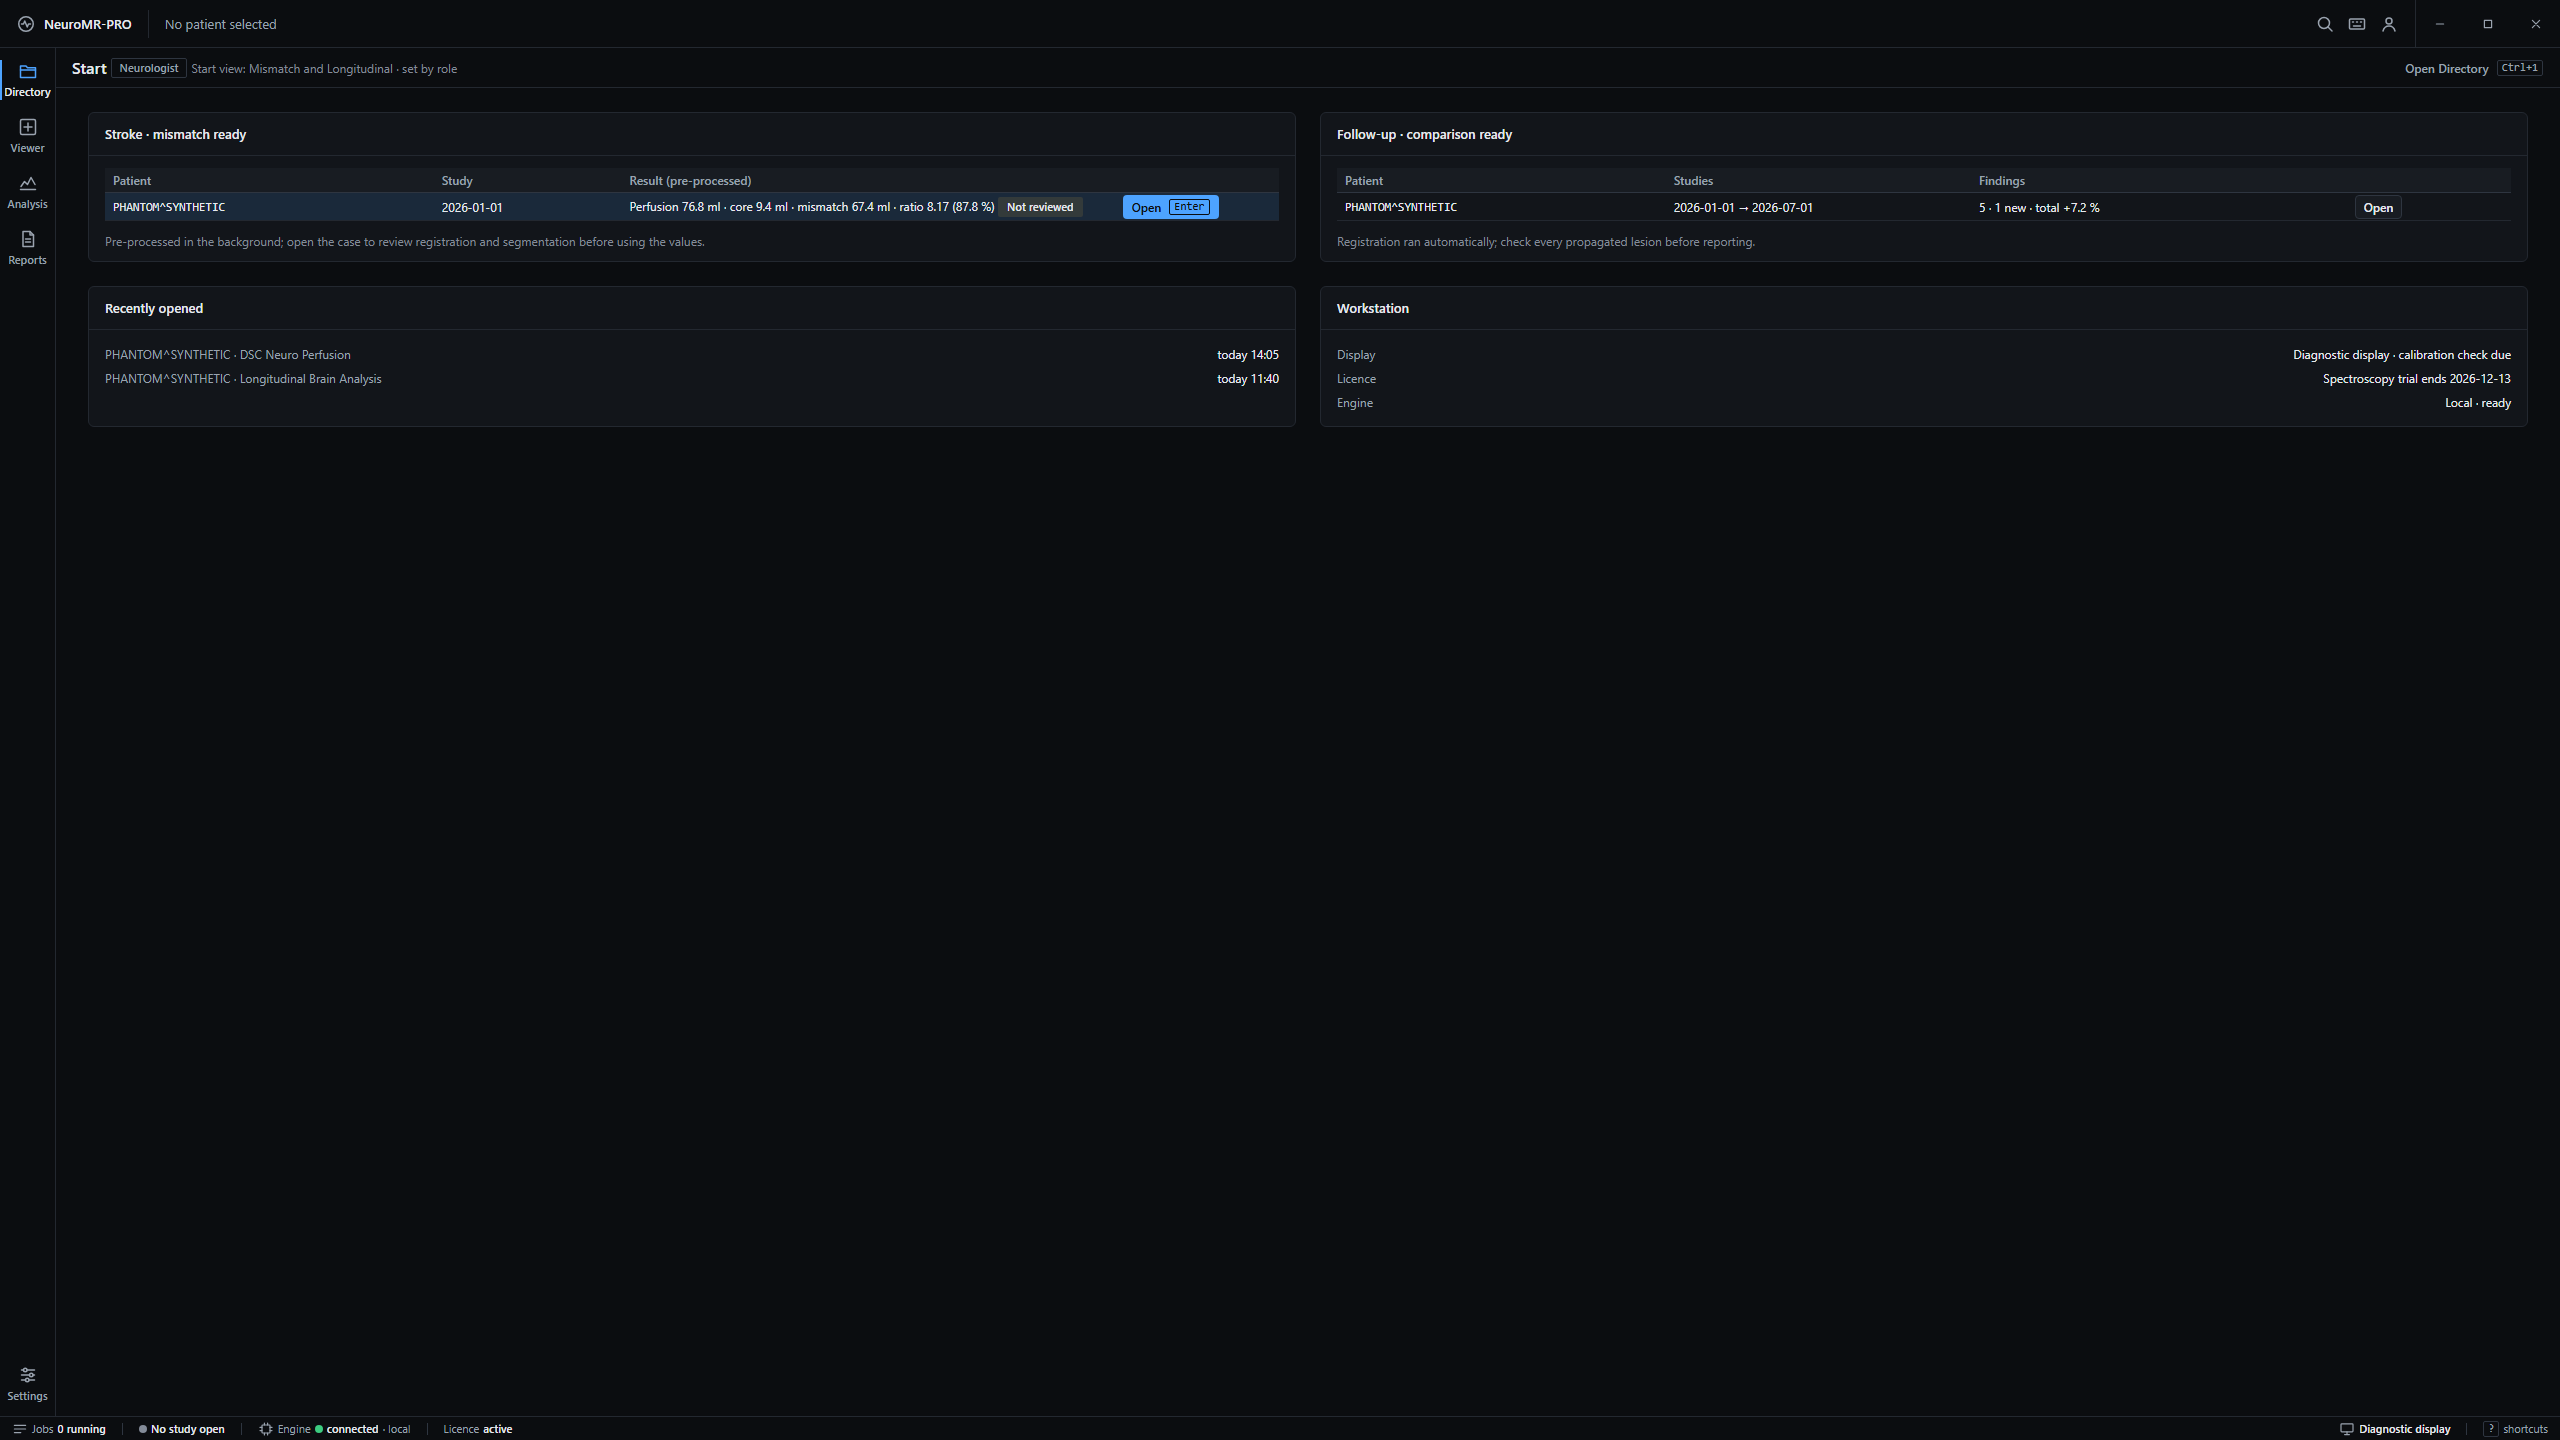 NeuroMR-PRO No patient selected
Start Neurologist Start view: Mismatch and Longitudinal · set by role Open Directory Ctrl+1
Directory
Viewer
Analysis
Reports
Stroke · mismatch ready
Patient Study Result (pre-processed)
PHANTOM^SYNTHETIC 2026-01-01 Perfusion 76.8 ml · core 9.4 ml · mismatch 67.4 ml · ratio 8.17 (87.8 %) Not reviewed Open Enter
Pre-processed in the background; open the case to review registration and segmentation before using the values.
Follow-up · comparison ready
Patient Studies Findings
PHANTOM^SYNTHETIC 2026-01-01 → 2026-07-01 5 · 1 new · total +7.2 % Open
Registration ran automatically; check every propagated lesion before reporting.
Recently opened
PHANTOM^SYNTHETIC · DSC Neuro Perfusion today 14:05
PHANTOM^SYNTHETIC · Longitudinal Brain Analysis today 11:40
Workstation
Display Diagnostic display · calibration check due
Licence Spectroscopy trial ends 2026-12-13
Engine Local · ready
Settings
Jobs 0 running No study open Engine connected · local Licence active Diagnostic display ? shortcuts